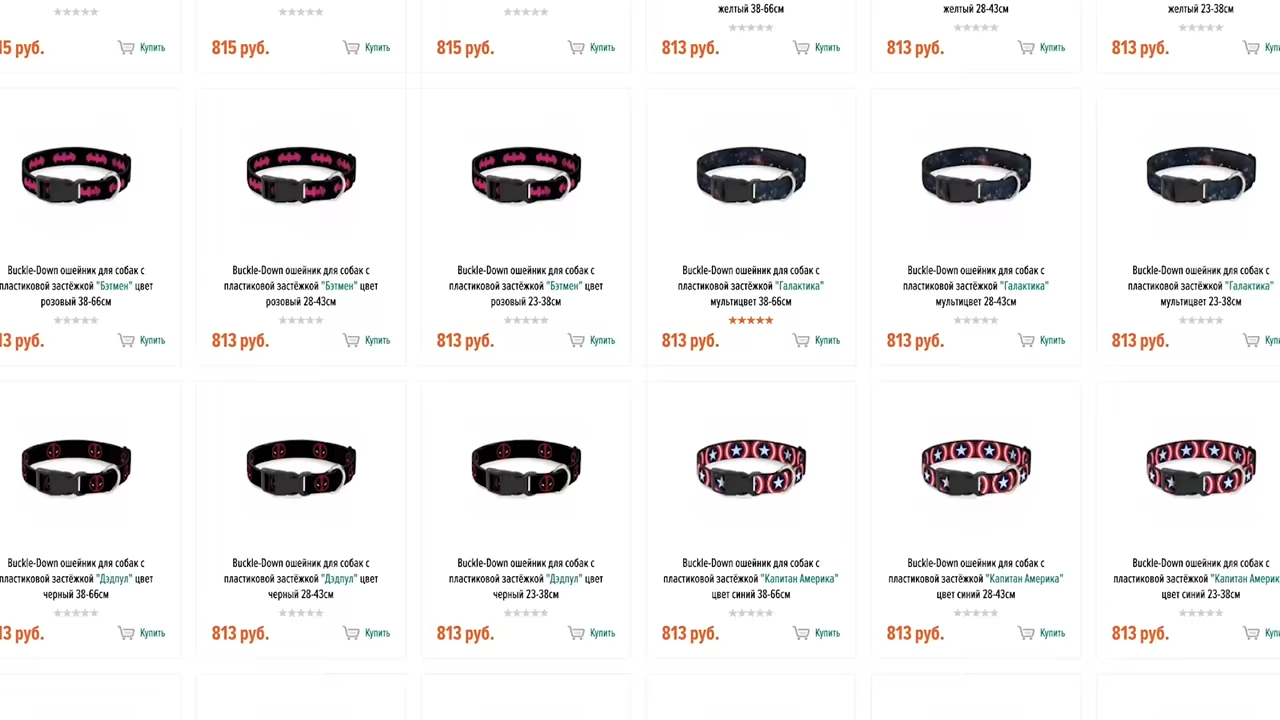 желтый 38-66см
желтый 28-43см
желтый 23-38см
15 руб.
Купить
815 руб.
Купить
815 руб.
Купить
813 руб.
Купить
813 руб.
Купить
813 руб.
Buckle-Down ошейник для собак с
пластиковой застёжкой "Бэтмен" цвет
розовый 38-66см
Buckle-Down ошейник для собак с
пластиковой застёжкой "Бэтмен" цвет
розовый 28-43см
Buckle-Down ошейник для собак с
пластиковой застёжкой "Бэтмен" цвет
розовый 23-38см
Buckle-Down ошейник для собак с
пластиковой застёжкой "Галактика"
мультицвет 38-66см
Buckle-Down ошейник для собак с
пластиковой застёжкой "Галактика"
мультицвет 28-43см
Buckle-Down ошейник для собак с
пластиковой застёжкой "Галактика"
мультицвет 23-38см
13 руб.
Купить
813 руб.
Купить
813 руб.
Купить
813 руб.
Купить
813 руб.
Купить
813 руб.
Buckle-Down ошейник для собак с
пластиковой застёжкой "Дэдпул" цвет
черный 38-66см
Buckle-Down ошейник для собак с
пластиковой застёжкой "Дэдпул" цвет
черный 28-43см
Buckle-Down ошейник для собак с
пластиковой застёжкой "Дэдпул" цвет
черный 23-38см
Buckle-Down ошейник для собак с
пластиковой застёжкой "Капитан Америка"
цвет синий 38-66см
Buckle-Down ошейник для собак с
пластиковой застёжкой "Капитан Америка"
цвет синий 28-43см
Buckle-Down ошейник для собак с
пластиковой застёжкой "Капитан Америк
цвет синий 23-38см
13 руб.
Купить
813 руб.
Купить
813 руб.
Купить
813 руб.
Купить
813 руб.
Купить
813 руб.